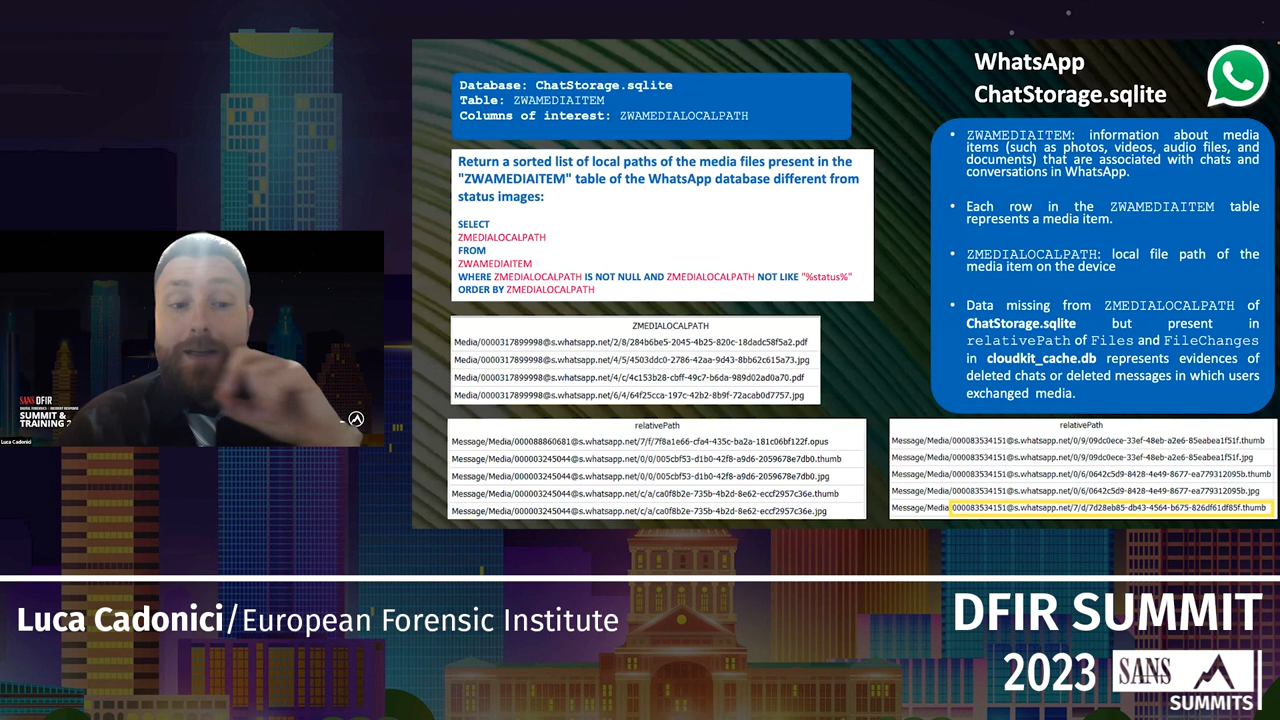 WhatsApp
ChatStorage.sqlite
Database: ChatStorage.sqlite
Table: ZWAMEDIAITEM
Columns of interest: ZWAMEDIALOCALPATH
Return a sorted list of local paths of the media files present in the
"ZWAMEDIAITEM" table of the WhatsApp database different from
status images:
SELECT
ZMEDIALOCALPATH
FROM
ZWAMEDIAITEM
WHERE ZMEDIALOCALPATH IS NOT NULL AND ZMEDIALOCALPATH NOT LIKE "%status%"
ORDER BY ZMEDIALOCALPATH
ZMEDIALOCALPATH
Media/0000317899998@s.whatsapp.net/2/8/284b6be5-2045-4b25-820c-18dadc58f5a2.pdf
Media/0000317899998@s.whatsapp.net/4/5/4503ddc0-2786-42aa-9d43-8bb62c615a73.jpg
Media/0000317899998@s.whatsapp.net/4/c/4c153b28-cbff-49c7-b6da-989d02ad0a70.pdf
Media/0000317899998@s.whatsapp.net/6/4/64f25cca-197c-42b2-8b9f-72acab0d7757.jpg
relativePath
Message/Media/000088860681@s.whatsapp.net/7/f/7f8a1e66-cfa4-435c-ba2a-181c06bf122f.opus
Message/Media/000003245044@s.whatsapp.net/0/0/005cbf53-d1b0-42f8-a9d6-2059678e7db0.thumb
Message/Media/000003245044@s.whatsapp.net/0/0/005cbf53-d1b0-42f8-a9d6-2059678e7db0.jpg
Message/Media/000003245044@s.whatsapp.net/c/a/ca0f8b2e-735b-4b2d-8e62-eccf2957c36e.thumb
Message/Media/000003245044@s.whatsapp.net/c/a/ca0f8b2e-735b-4b2d-8e62-eccf2957c36e.jpg
• ZWAMEDIAITEM: information about media
items (such as photos, videos, audio files, and
documents) that are associated with chats and
conversations in WhatsApp.
• Each row in the ZWAMEDIAITEM table
represents a media item.
• ZMEDIALOCALPATH: local file path of the
media item on the device
• Data missing from ZMEDIALOCALPATH of
ChatStorage.sqlite but present in
relativePath of Files and FileChanges
in cloudkit_cache.db represents evidences of
deleted chats or deleted messages in which users
exchanged media.
relativePath
Message/Media/000083534151@s.whatsapp.net/0/9/09dc0ece-33ef-48eb-a2e6-85eabea1f51f.thumb
Message/Media/000083534151@s.whatsapp.net/0/9/09dc0ece-33ef-48eb-a2e6-85eabea1f51f.jpg
Message/Media/000083534151@s.whatsapp.net/0/6/0642c5d9-8428-4e49-8677-ea779312095b.thumb
Message/Media/000083534151@s.whatsapp.net/0/6/0642c5d9-8428-4e49-8677-ea779312095b.jpg
Message/Media/000083534151@s.whatsapp.net/7/d/7d28eb85-db43-4564-b675-826df61df85f.thumb
SANS DFIR
DIGITAL FORENSICS & INCIDENT RESPONSE
SUMMIT &
TRAINING
Luca Cadonici
Luca Cadonici/European Forensic Institute
DFIR SUMMIT
2023
SANS
SUMMITS